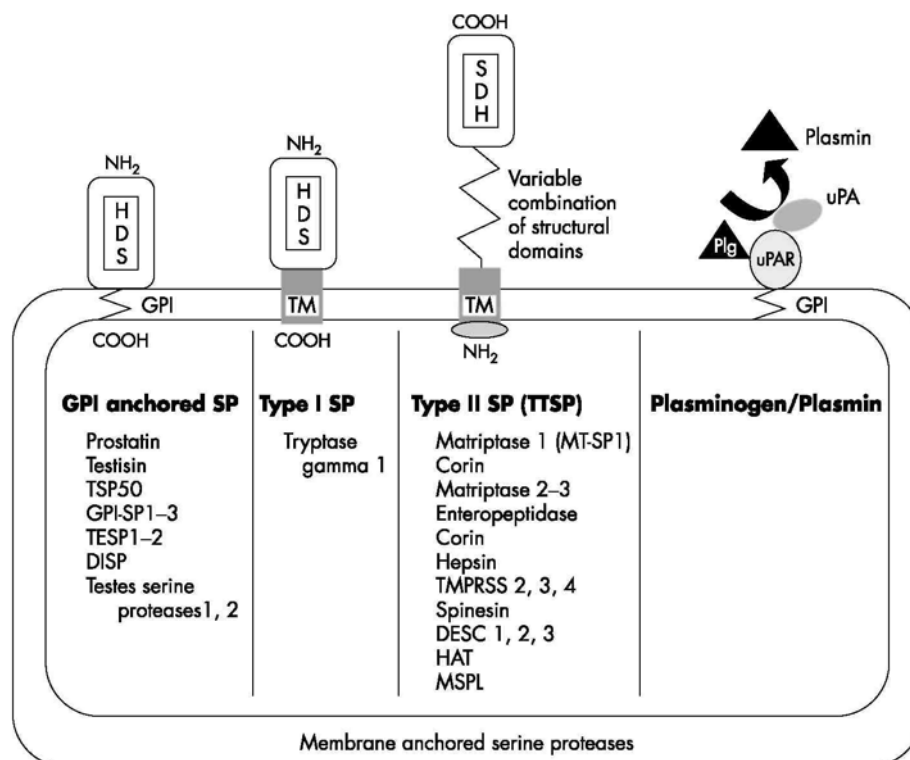 COOH
S
D
H
NH2
H
D
S
NH2
H
D
S
Variable
combination
of structural
domains
Plasmin
uPA
Plg
uPAR
GPI
TM
TM
GPI
COOH
COOH
NH2
GPI anchored SP
Prostatin
Testisin
TSP50
GPI-SP1–3
TESP1–2
DISP
Testes serine
proteases1, 2
Type I SP
Tryptase
gamma 1
Type II SP (TTSP)
Matriptase 1 (MT-SP1)
Corin
Matriptase 2–3
Enteropeptidase
Corin
Hepsin
TMPRSS 2, 3, 4
Spinesin
DESC 1, 2, 3
HAT
MSPL
Plasminogen/Plasmin
Membrane anchored serine proteases